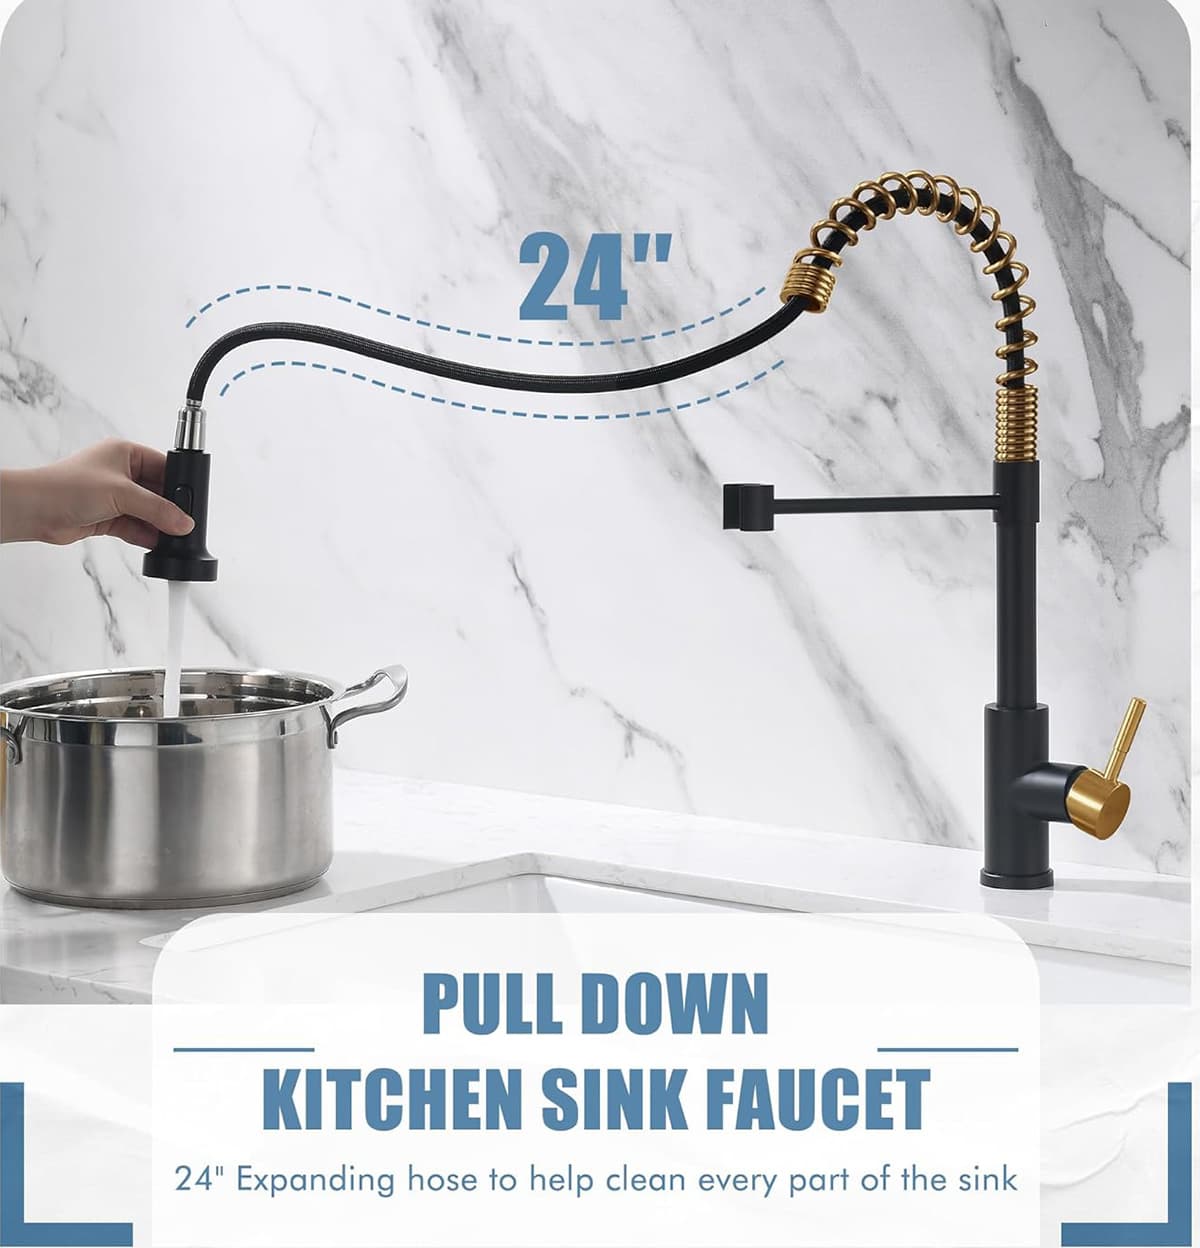 24"
PULL DOWN
KITCHEN SINK FAUCET
24" Expanding hose to help clean every part of the sink